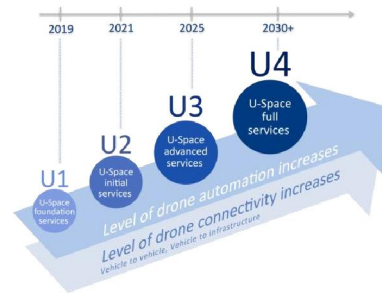 2019
2021
2025
2030+
U1
U-Space
foundation
services
U2
U-Space
initial
services
U3
U-Space
advanced
services
U4
U-Space
full
services
Level of drone automation increases
Level of drone connectivity increases
Vehicle to vehicle, Vehicle to infrastructure